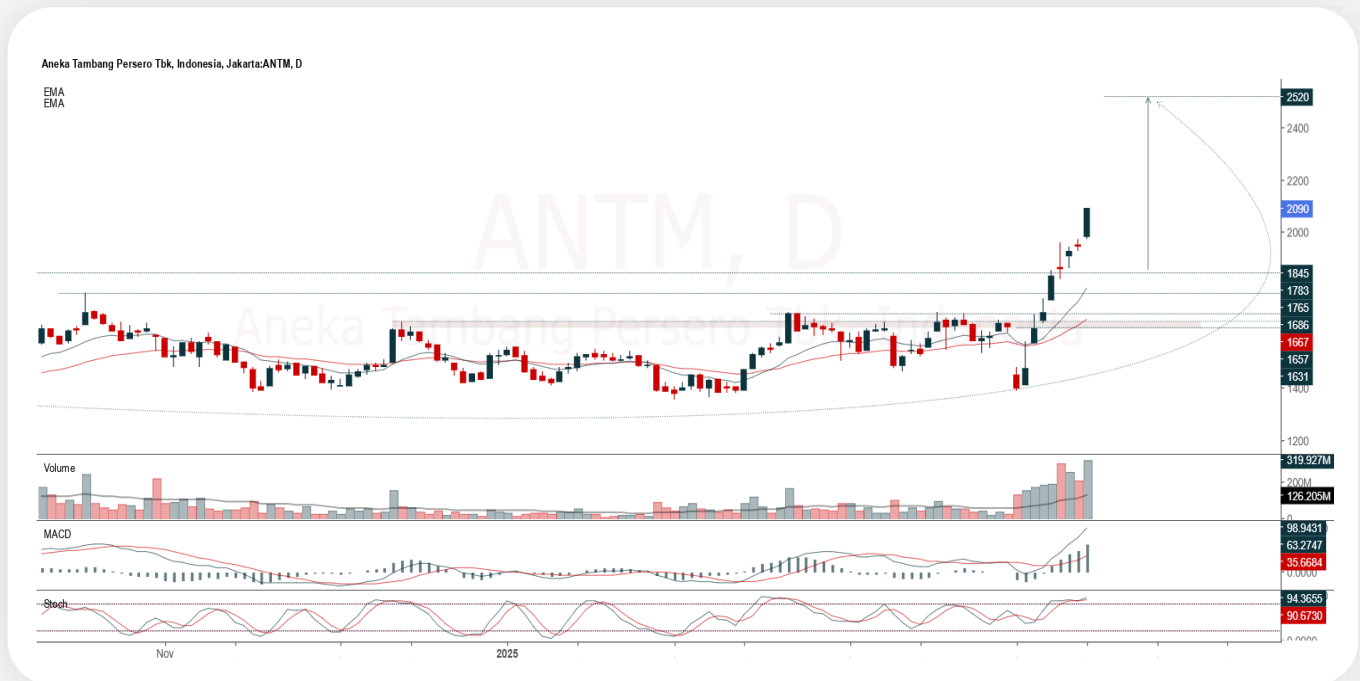 Aneka Tambang Persero Tbk, Indonesia, Jakarta:ANTM, D
EMA
EMA
ANTM, D
Aneka Tambang Persero Tbk, Indonesia
2520
2400
2200
2090
2000
1845
1783
1765
1686
1667
1657
1631
1400
1200
Volume
319.927M
200M
126.205M
0
MACD
98.9431
63.2747
35.6684
0.0000
Stoch
94.3655
90.6730
0.0000
Nov
2025